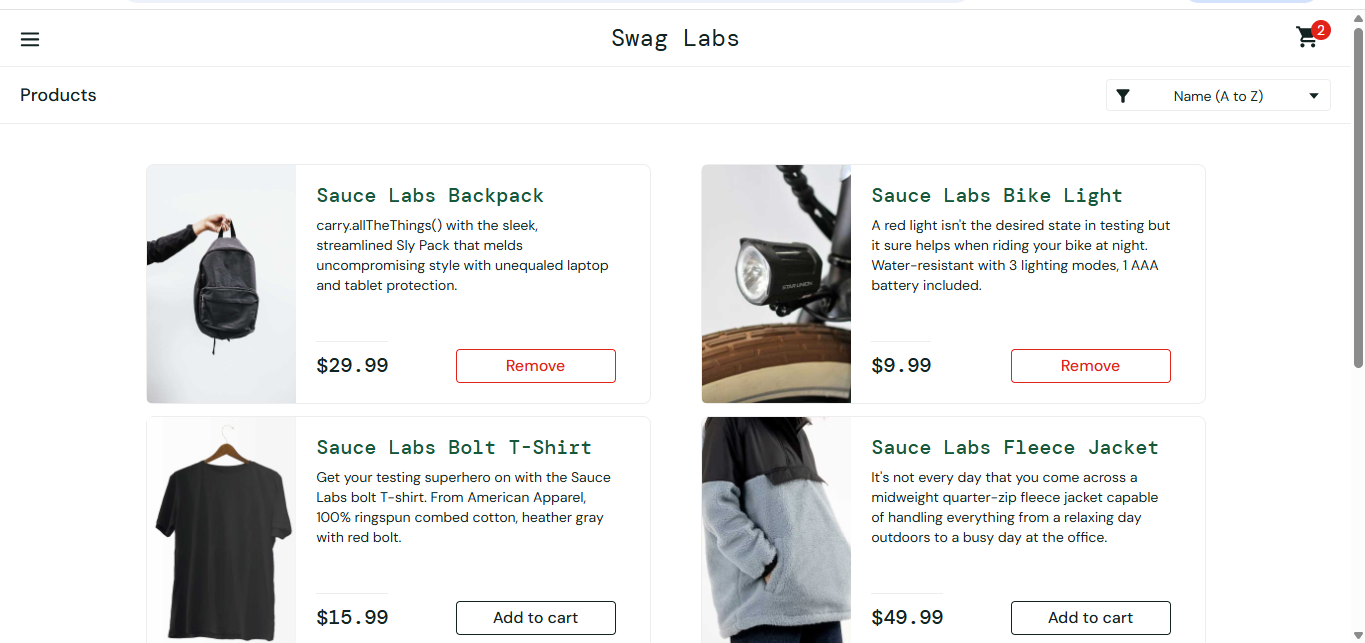 Swag Labs
2
Products
Name (A to Z)
Sauce Labs Backpack
carry.allTheThings() with the sleek,
streamlined Sly Pack that melds
uncompromising style with unequaled laptop
and tablet protection.
$29.99
Remove
Sauce Labs Bike Light
A red light isn't the desired state in testing but
it sure helps when riding your bike at night.
Water-resistant with 3 lighting modes, 1 AAA
battery included.
STAR UNION
$9.99
Remove
Sauce Labs Bolt T-Shirt
Get your testing superhero on with the Sauce
Labs bolt T-shirt. From American Apparel,
100% ringspun combed cotton, heather gray
with red bolt.
$15.99
Add to cart
Sauce Labs Fleece Jacket
It's not every day that you come across a
midweight quarter-zip fleece jacket capable
of handling everything from a relaxing day
outdoors to a busy day at the office.
$49.99
Add to cart